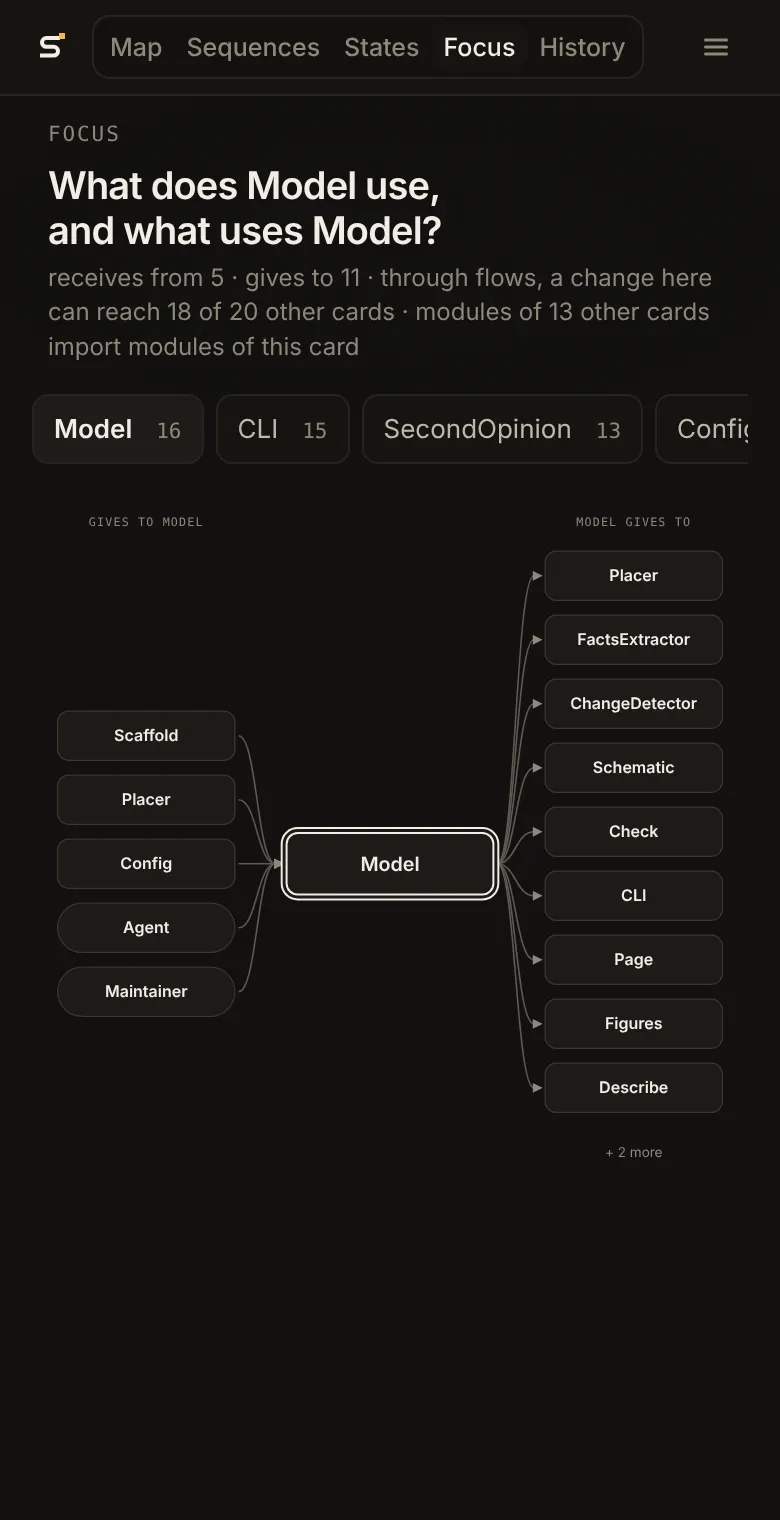 Map Sequences States Focus History
FOCUS
What does Model use,
and what uses Model?
receives from 5 · gives to 11 · through flows, a change here
can reach 18 of 20 other cards · modules of 13 other cards
import modules of this card
Model 16 CLI 15 SecondOpinion 13 Config
GIVES TO MODEL
Scaffold
Placer
Config
Agent
Maintainer
Model
MODEL GIVES TO
Placer
FactsExtractor
ChangeDetector
Schematic
Check
CLI
Page
Figures
Describe
+ 2 more